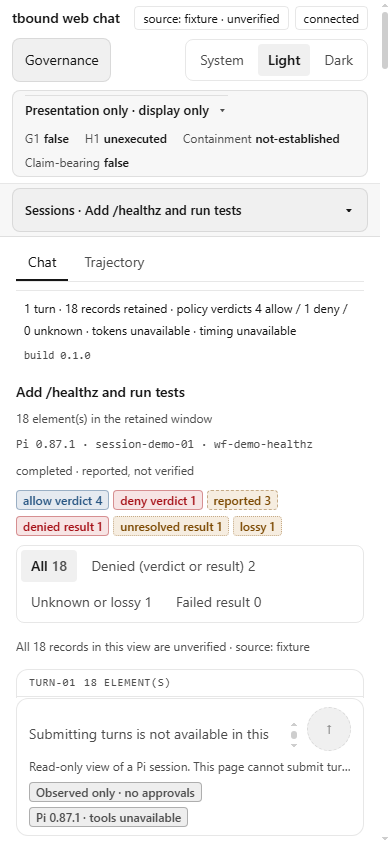 tbound web chat source: fixture · unverified connected
Governance System Light Dark
Presentation only · display only
G1 false H1 unexecuted Containment not-established
Claim-bearing false
Sessions · Add /healthz and run tests
Chat Trajectory
1 turn · 18 records retained · policy verdicts 4 allow / 1 deny /
0 unknown · tokens unavailable · timing unavailable
build 0.1.0
Add /healthz and run tests
18 element(s) in the retained window
Pi 0.87.1 · session-demo-01 · wf-demo-healthz
completed · reported, not verified
allow verdict 4 deny verdict 1 reported 3
denied result 1 unresolved result 1 lossy 1
All 18 Denied (verdict or result) 2
Unknown or lossy 1 Failed result 0
All 18 records in this view are unverified · source: fixture
TURN-01 18 ELEMENT(S)
Submitting turns is not available in this ↑
Read-only view of a Pi session. This page cannot submit tur...
Observed only · no approvals
Pi 0.87.1 · tools unavailable